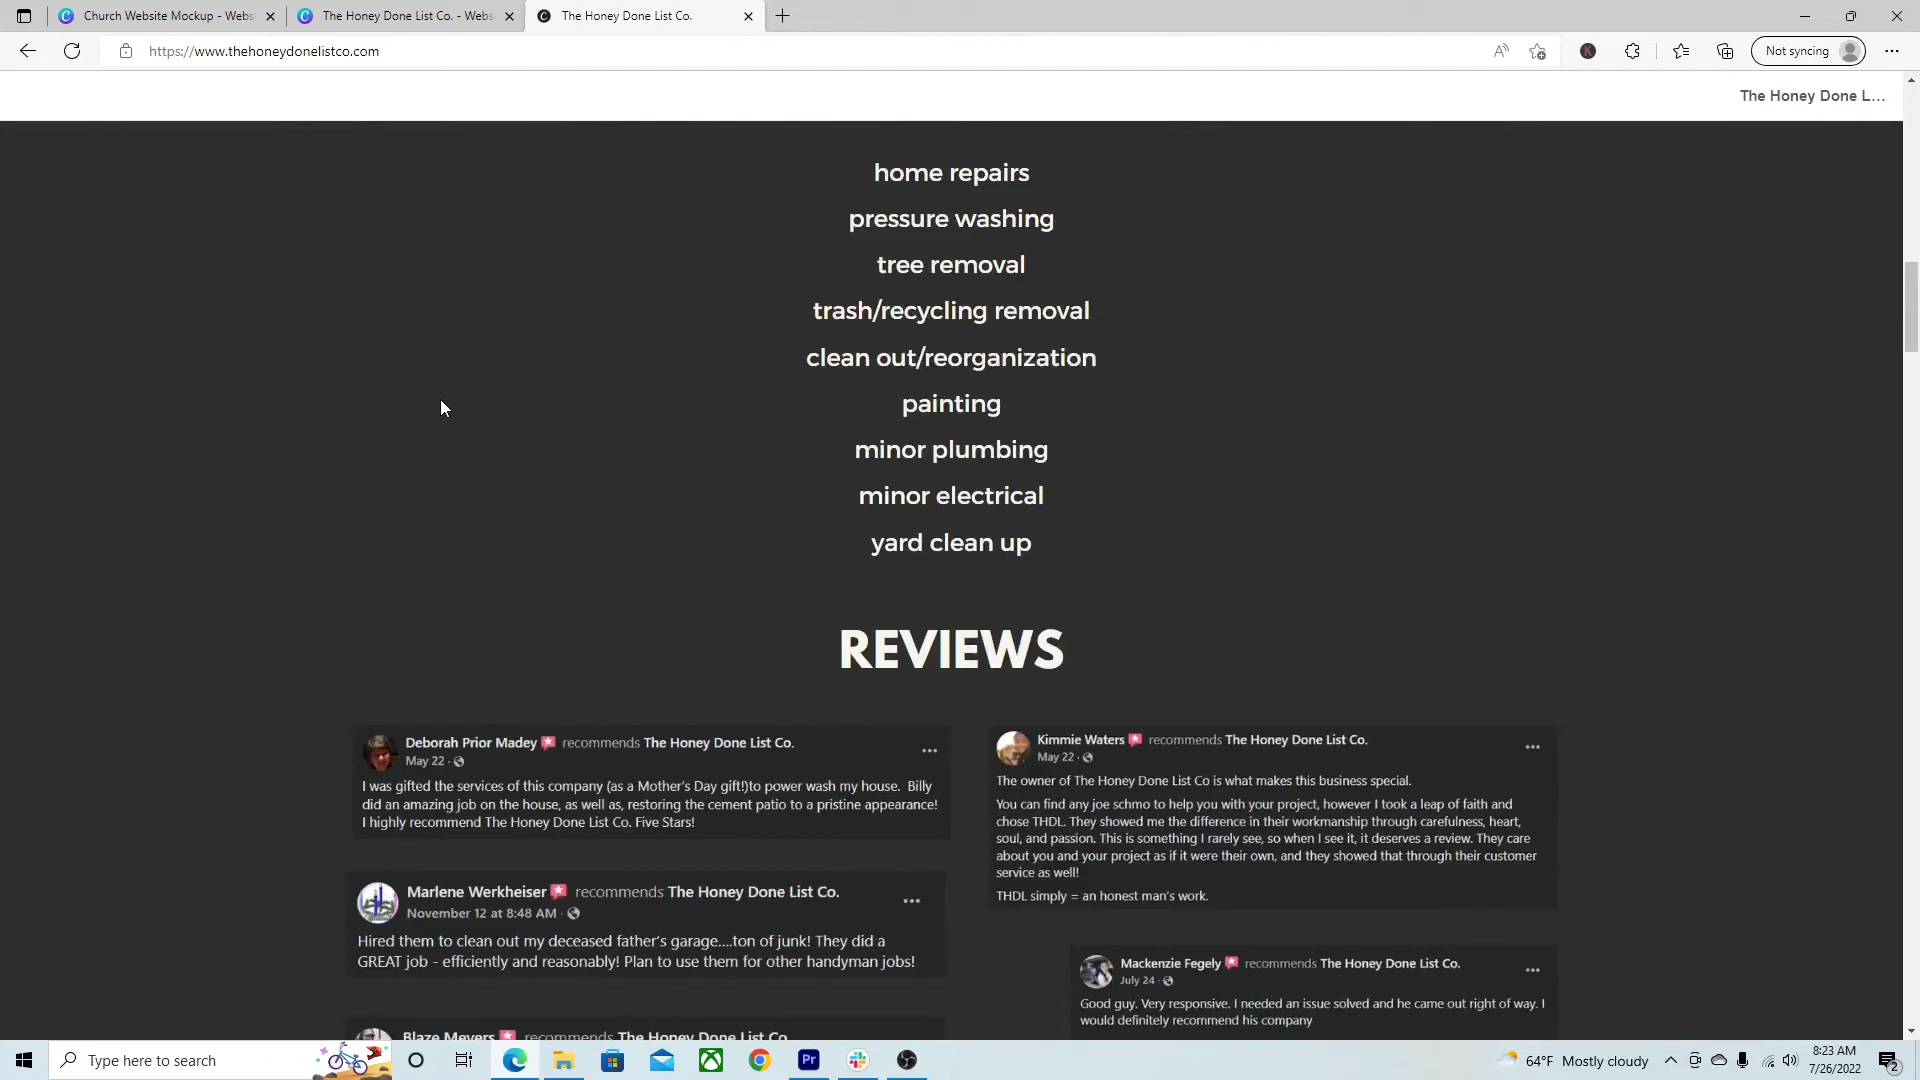 Church Website Mockup - Webs
The Honey Done List Co. - Webs
The Honey Done List Co.
https://www.thehoneydonelistco.com
Not syncing
The Honey Done L...
home repairs
pressure washing
tree removal
trash/recycling removal
clean out/reorganization
painting
minor plumbing
minor electrical
yard clean up
REVIEWS
Deborah Prior Madey recommends The Honey Done List Co.
May 22
I was gifted the services of this company (as a Mother's Day gift!)to power wash my house. Billy
did an amazing job on the house, as well as, restoring the cement patio to a pristine appearance!
I highly recommend The Honey Done List Co. Five Stars!
Kimmie Waters recommends The Honey Done List Co.
May 22
The owner of The Honey Done List Co is what makes this business special.
You can find any joe schmo to help you with your project, however I took a leap of faith and
chose THDL. They showed me the difference in their workmanship through carefulness, heart,
soul, and passion. This is something I rarely see, so when I see it, it deserves a review. They care
about you and your project as if it were their own, and they showed that through their customer
service as well!
THDL simply = an honest man's work.
Marlene Werkheiser recommends The Honey Done List Co.
November 12 at 8:48 AM
Hired them to clean out my deceased father's garage....ton of junk! They did a
GREAT job - efficiently and reasonably! Plan to use them for other handyman jobs!
Mackenzie Fegely recommends The Honey Done List Co.
July 24
Good guy. Very responsive. I needed an issue solved and he came out right of way. I
would definitely recommend his company
Blaze Meyers recommends The Honey Done List Co.
Type here to search
Pr
64°F Mostly cloudy
8:23 AM
7/26/2022
2